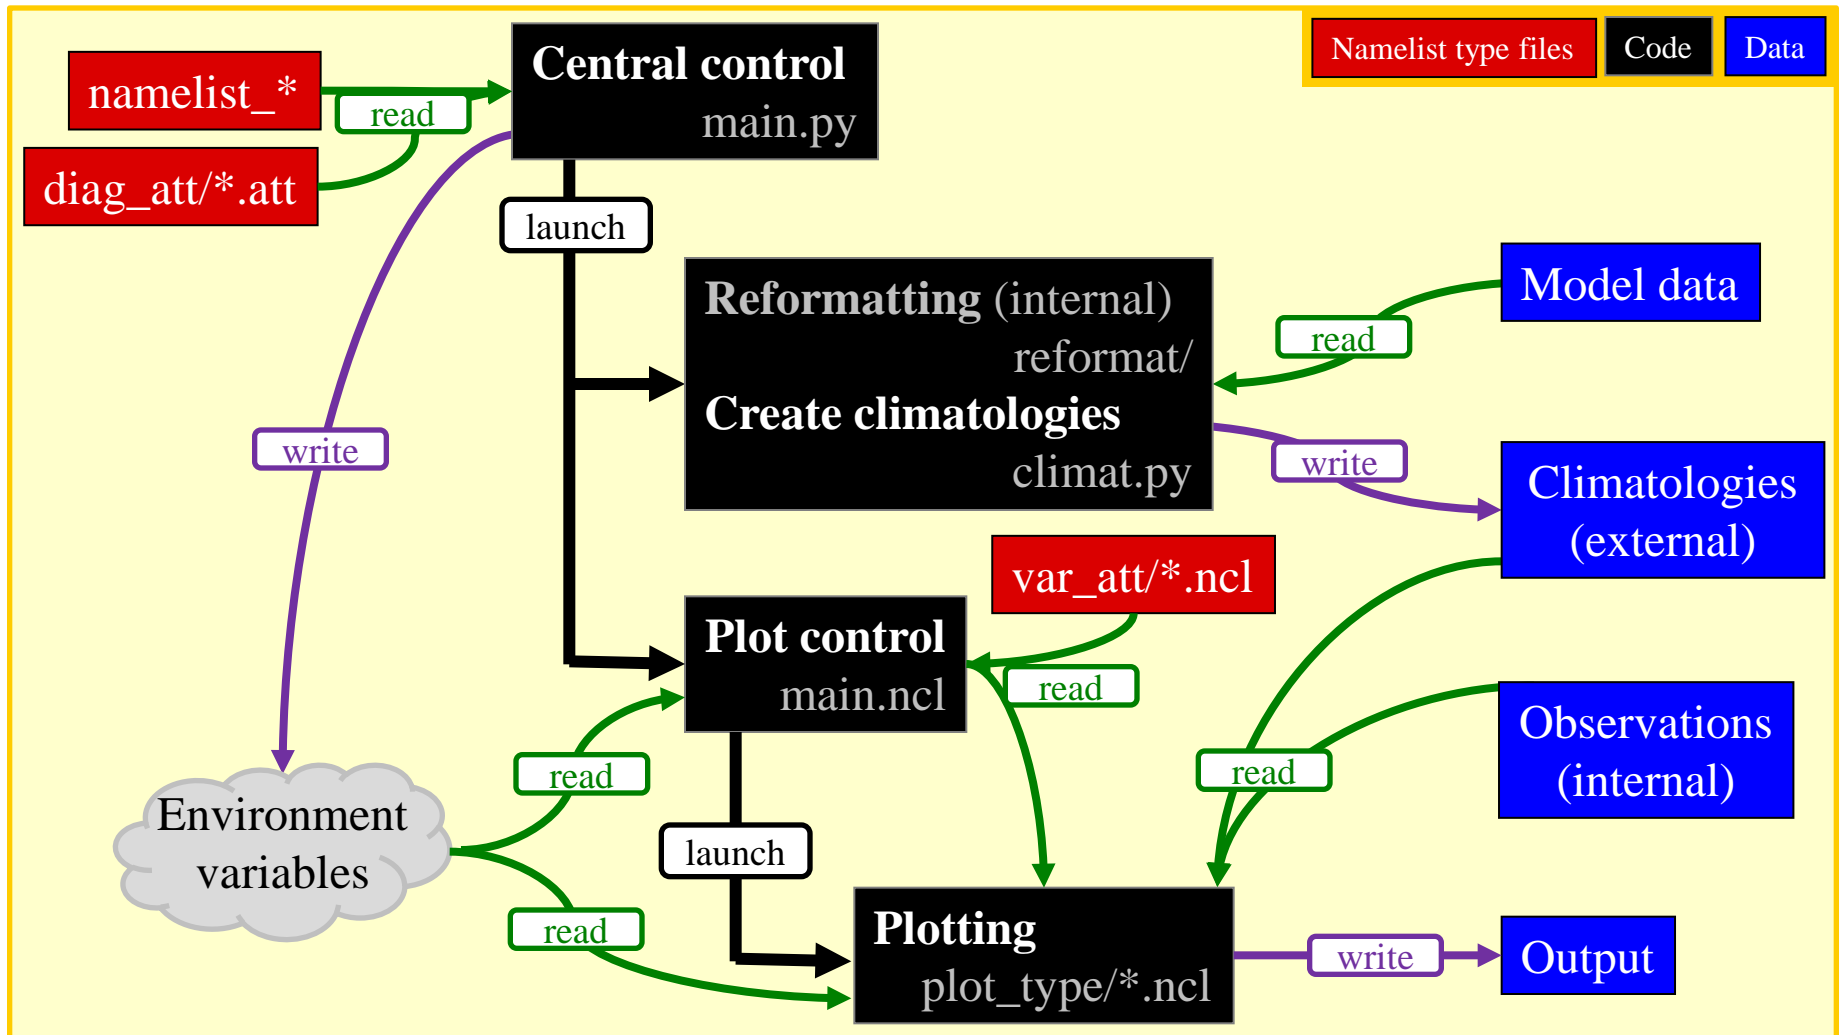 Namelist type files
Code
Data
Central control
main.py
namelist_*
read
diag_att/*.att
launch
Reformatting (internal)
reformat/
Create climatologies
climat.py
Model data
read
write
write
Climatologies
(external)
var_att/*.ncl
Plot control
main.ncl
read
Observations
(internal)
read
read
Environment
variables
launch
read
Plotting
plot_type/*.ncl
write
Output